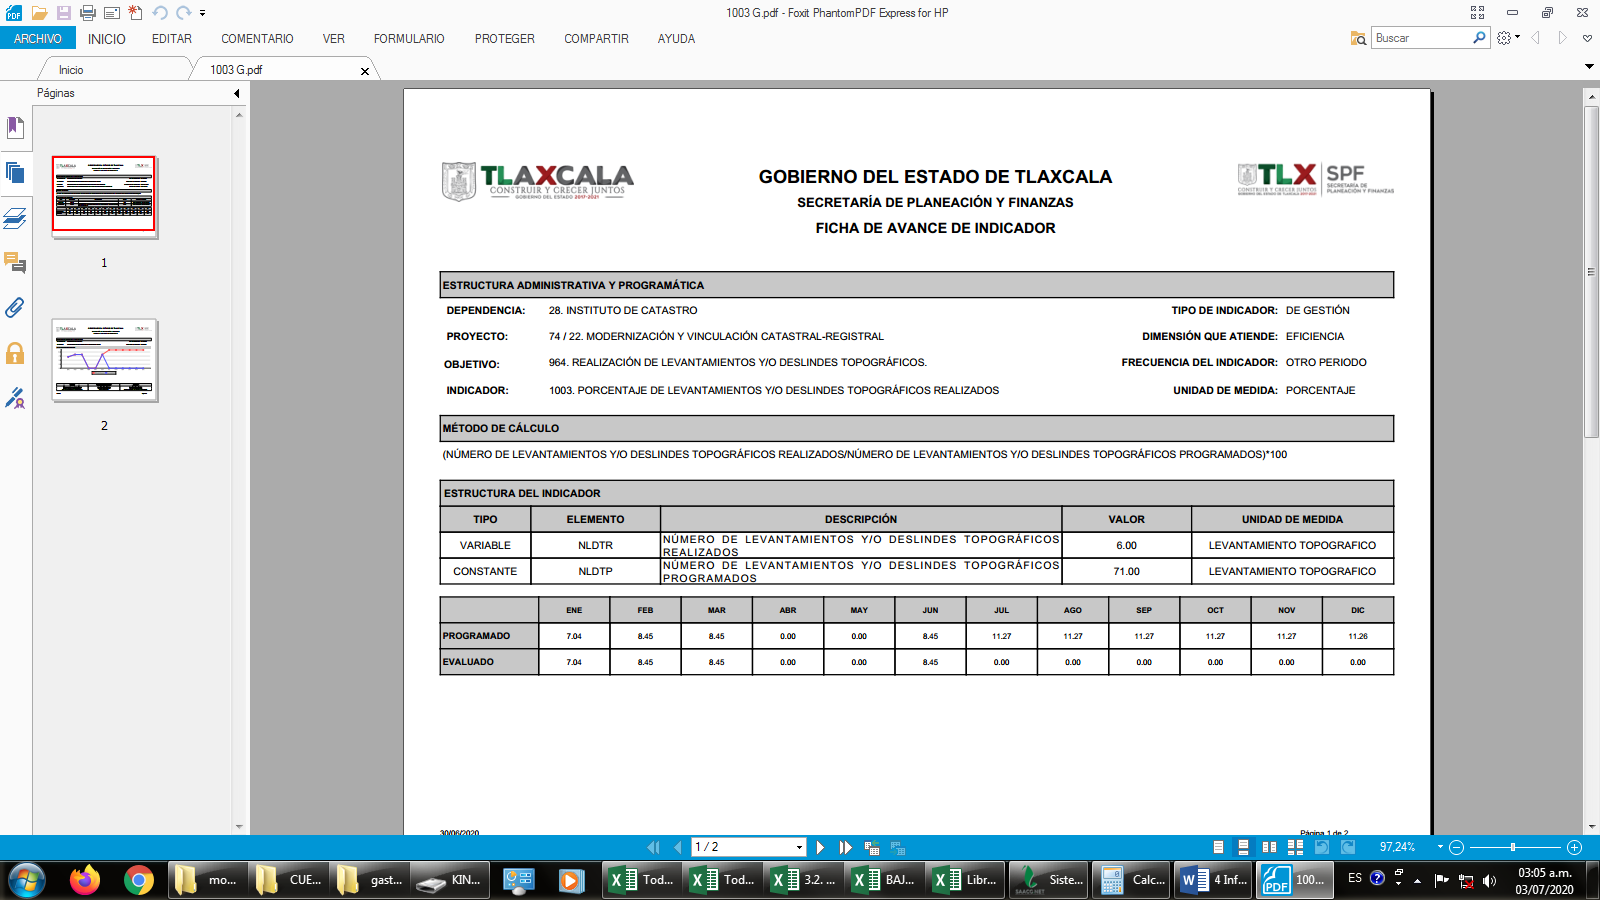 1003 G.pdf - Foxit PhantomPDF Express for HP
ARCHIVO INICIO EDITAR COMENTARIO VER FORMULARIO PROTEGER COMPARTIR AYUDA
Buscar
Inicio 1003 G.pdf
Páginas
1
2
TLAXCALA
CONSTRUIR Y CRECER JUNTOS
GOBIERNO DEL ESTADO 2017-2021
GOBIERNO DEL ESTADO DE TLAXCALA
SECRETARÍA DE PLANEACIÓN Y FINANZAS
FICHA DE AVANCE DE INDICADOR
TLX
CONSTRUIR Y CRECER JUNTOS
SPF
SECRETARÍA DE
PLANEACIÓN Y FINANZAS
ESTRUCTURA ADMINISTRATIVA Y PROGRAMÁTICA
DEPENDENCIA: 28. INSTITUTO DE CATASTRO TIPO DE INDICADOR: DE GESTIÓN
PROYECTO: 74 / 22. MODERNIZACIÓN Y VINCULACIÓN CATASTRAL-REGISTRAL DIMENSIÓN QUE ATIENDE: EFICIENCIA
OBJETIVO: 964. REALIZACIÓN DE LEVANTAMIENTOS Y/O DESLINDES TOPOGRÁFICOS. FRECUENCIA DEL INDICADOR: OTRO PERIODO
INDICADOR: 1003. PORCENTAJE DE LEVANTAMIENTOS Y/O DESLINDES TOPOGRÁFICOS REALIZADOS UNIDAD DE MEDIDA: PORCENTAJE
MÉTODO DE CÁLCULO
(NÚMERO DE LEVANTAMIENTOS Y/O DESLINDES TOPOGRÁFICOS REALIZADOS/NÚMERO DE LEVANTAMIENTOS Y/O DESLINDES TOPOGRÁFICOS PROGRAMADOS)*100
ESTRUCTURA DEL INDICADOR
TIPO ELEMENTO DESCRIPCIÓN VALOR UNIDAD DE MEDIDA
VARIABLE NLDTR NÚMERO DE LEVANTAMIENTOS Y/O DESLINDES TOPOGRÁFICOS REALIZADOS 6.00 LEVANTAMIENTO TOPOGRAFICO
CONSTANTE NLDTP NÚMERO DE LEVANTAMIENTOS Y/O DESLINDES TOPOGRÁFICOS PROGRAMADOS 71.00 LEVANTAMIENTO TOPOGRAFICO
ENE FEB MAR ABR MAY JUN JUL AGO SEP OCT NOV DIC
PROGRAMADO 7.04 8.45 8.45 0.00 0.00 8.45 11.27 11.27 11.27 11.27 11.27 11.26
EVALUADO 7.04 8.45 8.45 0.00 0.00 8.45 0.00 0.00 0.00 0.00 0.00 0.00
30/06/2020 Página 1 de 2
1 / 2 97,24%
mo... CUE... gast... KIN... Tod... Tod... 3.2. ... BAJ... Libr... Siste... Calc... 4 Inf... 100... ES 03:05 a.m.
03/07/2020